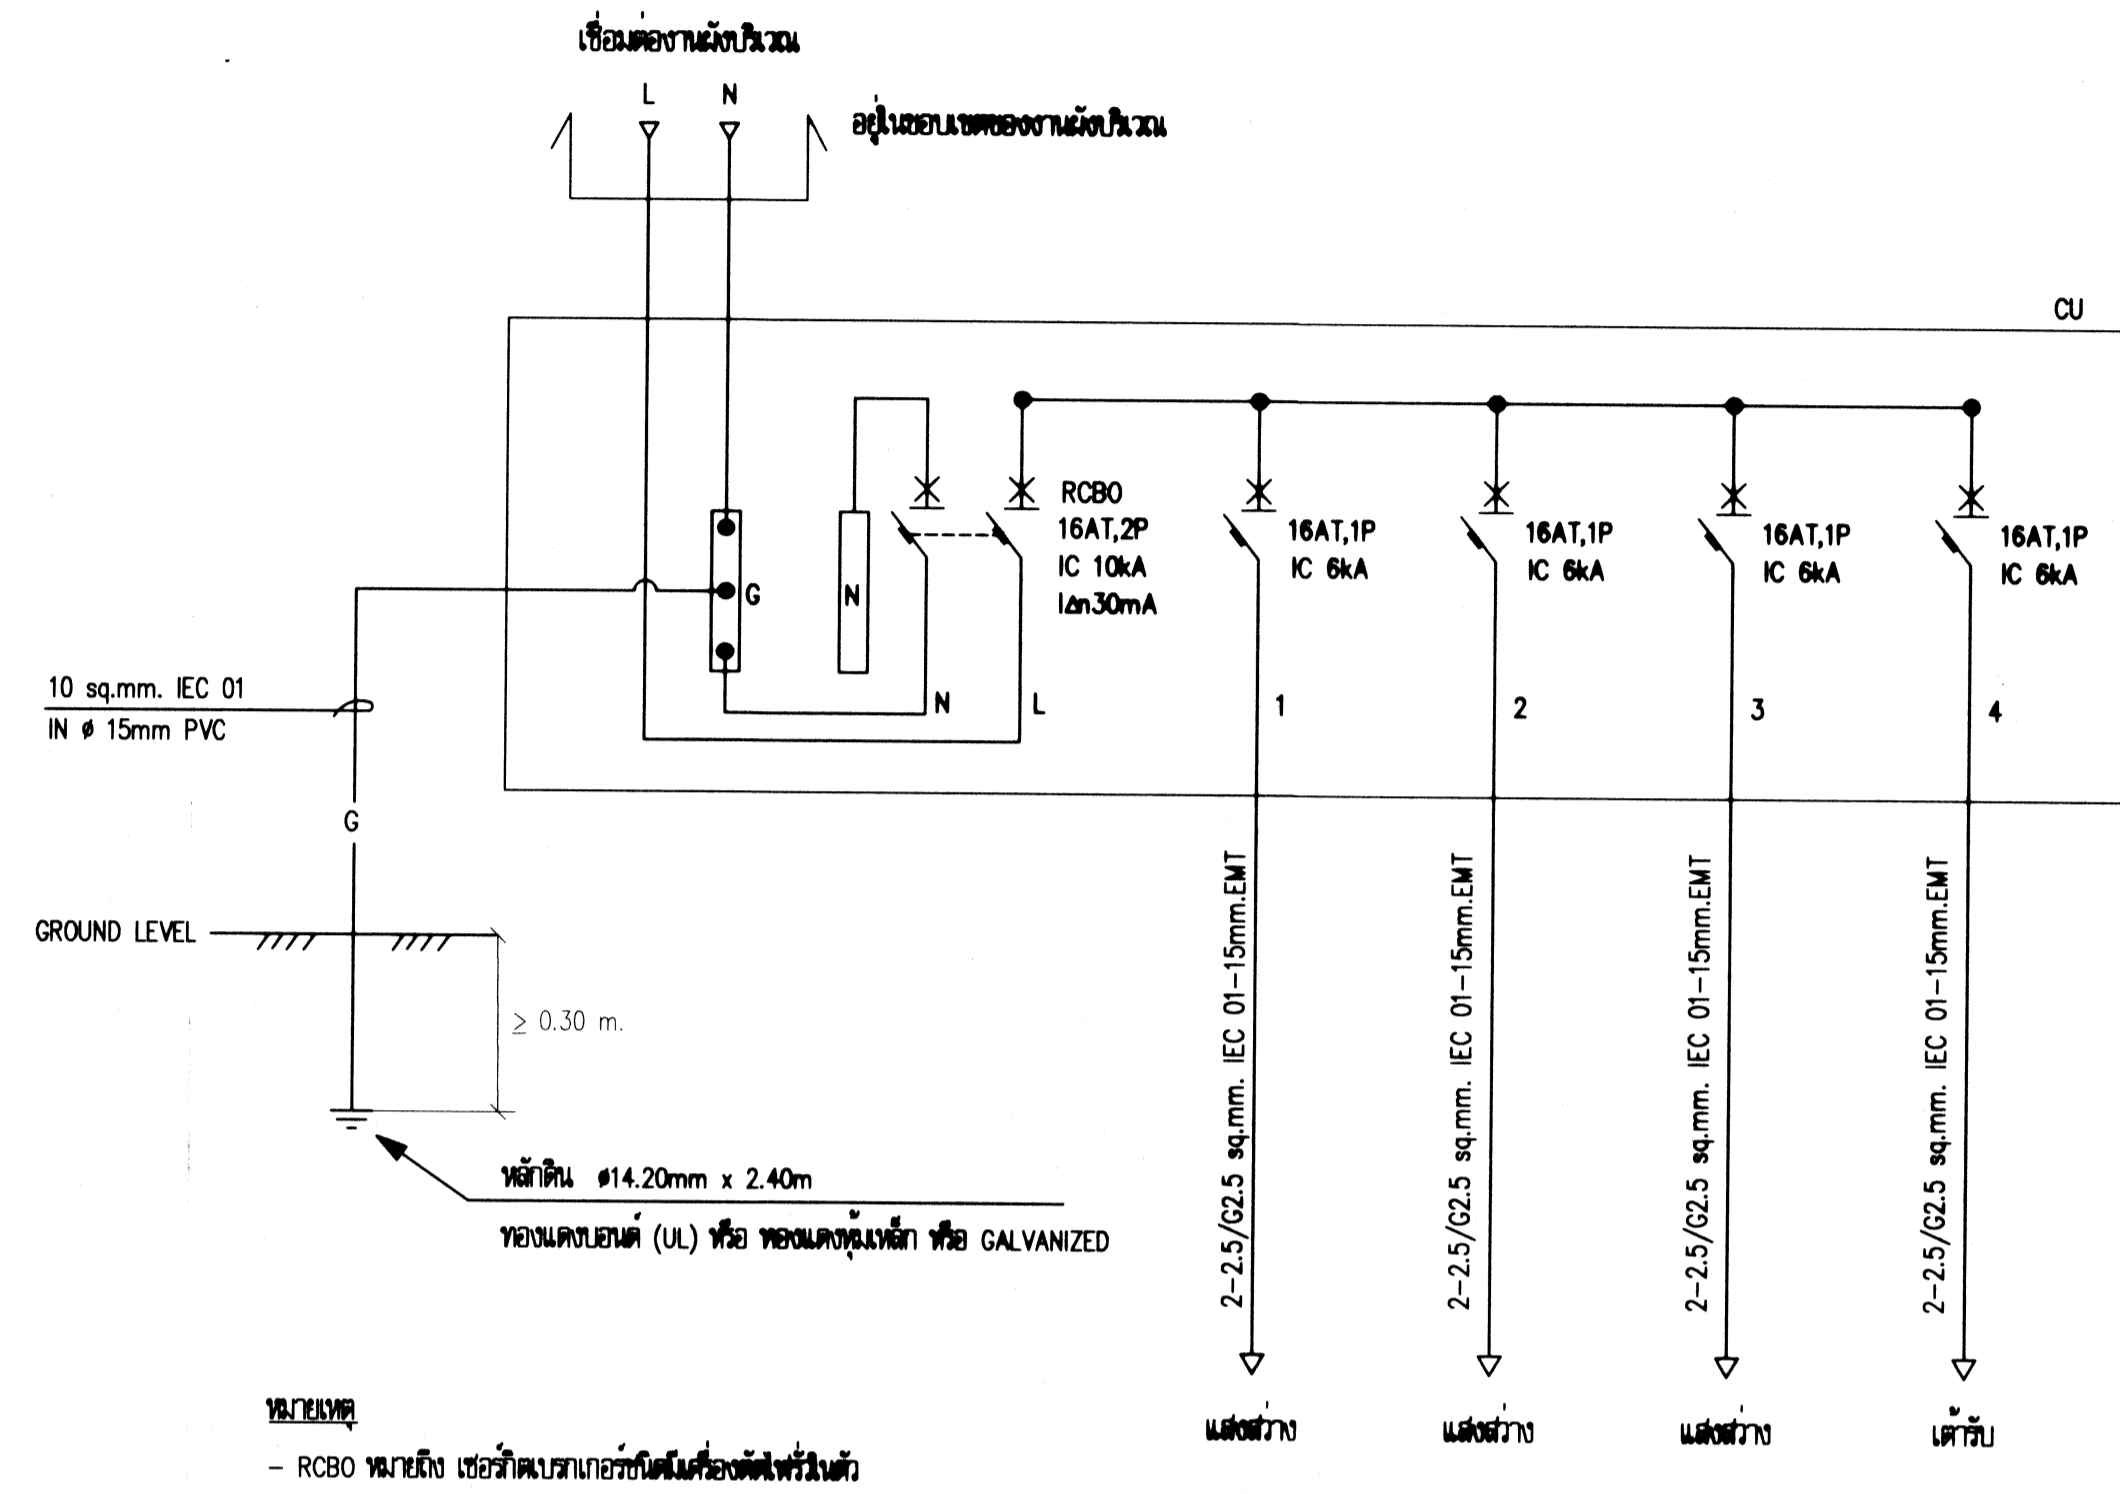 เชื่อมต่องานผังบริเวณ
L N
อยู่ในขอบเขตของงานผังบริเวณ
CU
RCBO
16AT,2P
IC 10kA
IΔn30mA
16AT,1P
IC 6kA
16AT,1P
IC 6kA
16AT,1P
IC 6kA
16AT,1P
IC 6kA
G
N
N
L
1
2
3
4
10 sq.mm. IEC 01
IN ø 15mm PVC
G
GROUND LEVEL
≥ 0.30 m.
หลักดิน ø14.20mm x 2.40m
ทองแดงบอนด์ (UL) หรือ ทองแดงหุ้มเหล็ก หรือ GALVANIZED
2-2.5/G2.5 sq.mm. IEC 01-15mm.EMT
2-2.5/G2.5 sq.mm. IEC 01-15mm.EMT
2-2.5/G2.5 sq.mm. IEC 01-15mm.EMT
2-2.5/G2.5 sq.mm. IEC 01-15mm.EMT
แสงสว่าง
แสงสว่าง
แสงสว่าง
เต้ารับ
หมายเหตุ
- RCBO หมายถึง เซอร์กิตเบรกเกอร์ชนิดมีเครื่องตัดไฟรั่วในตัว